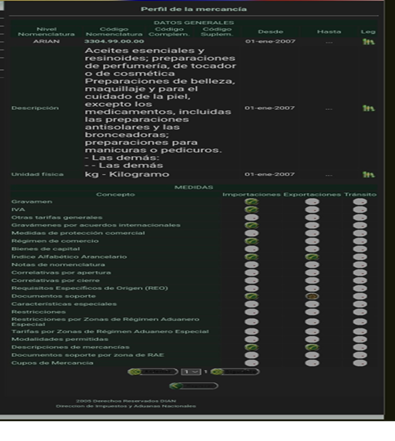 Perfil de la mercancía
DATOS GENERALES
Nivel Nomenclatura Código Nomenclatura Código Complem. Código Suplem. Desde Hasta Leg
ARIAN 3304.99.00.00 01-ene-2007 ...
Descripción
Aceites esenciales y
resinoides; preparaciones
de perfumería, de tocador
o de cosmética
Preparaciones de belleza,
maquillaje y para el
cuidado de la piel,
excepto los
medicamentos, incluidas
las preparaciones
antisolares y las
bronceadoras;
preparaciones para
manicuras o pedicuros.
- Las demás:
- - Las demás
01-ene-2007 ...
Unidad física kg - Kilogramo 01-ene-2007 ...
MEDIDAS
Concepto Importaciones Exportaciones Tránsito
Gravamen
IVA
Otras tarifas generales
Gravámenes por acuerdos internacionales
Medidas de protección comercial
Régimen de comercio
Bienes de capital
Índice Alfabético Arancelario
Notas de nomenclatura
Correlativas por apertura
Correlativas por cierre
Requisitos Específicos de Origen (REO)
Documentos soporte
Características especiales
Restricciones
Restricciones por Zonas de Régimen Aduanero
Especial
Tarifas por Zonas de Régimen Aduanero Especial
Modalidades permitidas
Descripciones de mercancías
Documentos soporte por zona de RAE
Cupos de Mercancía
1 1
2005 Derechos Reservados DIAN
Dirección de Impuestos y Aduanas Nacionales